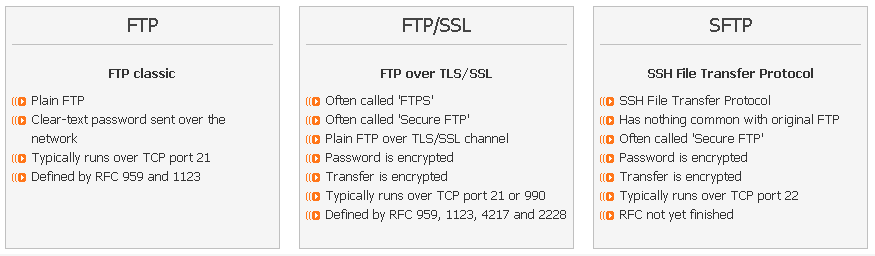 FTP
FTP classic
Plain FTP
Clear-text password sent over the
network
Typically runs over TCP port 21
Defined by RFC 959 and 1123
FTP/SSL
FTP over TLS/SSL
Often called 'FTPS'
Often called 'Secure FTP'
Plain FTP over TLS/SSL channel
Password is encrypted
Transfer is encrypted
Typically runs over TCP port 21 or 990
Defined by RFC 959, 1123, 4217 and 2228
SFTP
SSH File Transfer Protocol
SSH File Transfer Protocol
Has nothing common with original FTP
Often called 'Secure FTP'
Password is encrypted
Transfer is encrypted
Typically runs over TCP port 22
RFC not yet finished